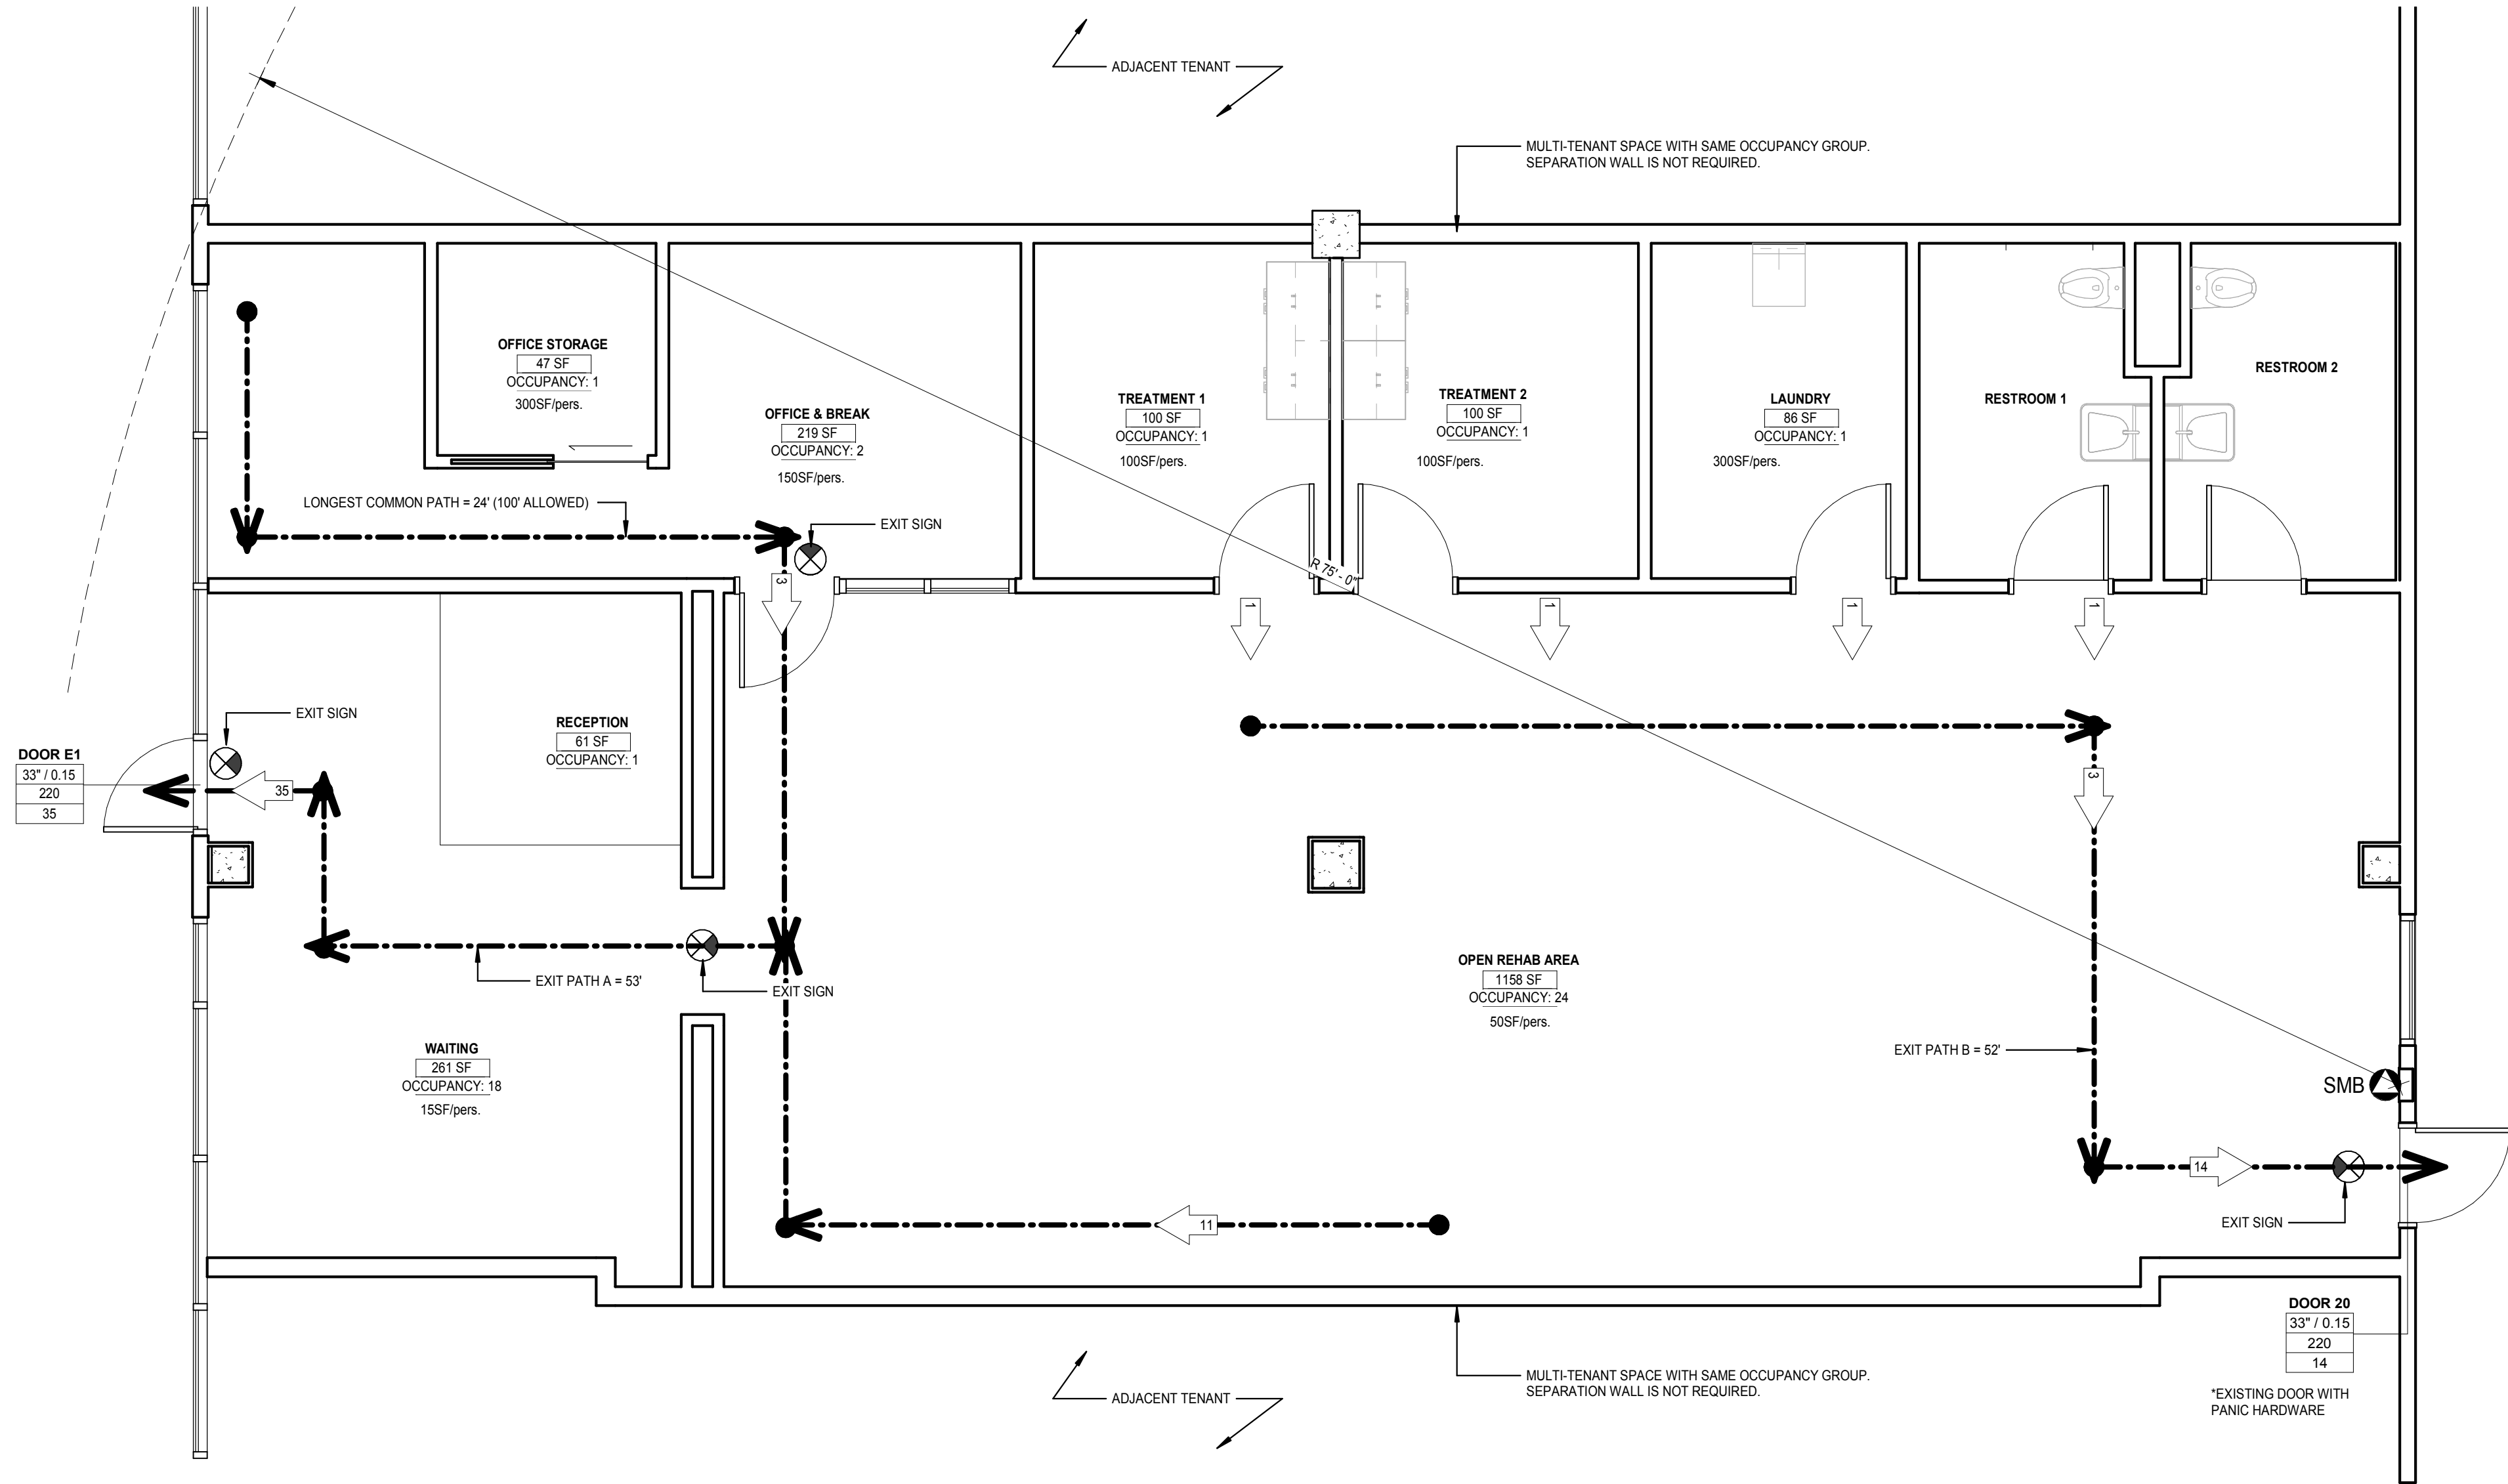 ADJACENT TENANT
MULTI-TENANT SPACE WITH SAME OCCUPANCY GROUP.
SEPARATION WALL IS NOT REQUIRED.
OFFICE STORAGE
47 SF
OCCUPANCY: 1
300SF/pers.
OFFICE & BREAK
219 SF
OCCUPANCY: 2
150SF/pers.
TREATMENT 1
100 SF
OCCUPANCY: 1
100SF/pers.
TREATMENT 2
100 SF
OCCUPANCY: 1
100SF/pers.
LAUNDRY
86 SF
OCCUPANCY: 1
300SF/pers.
RESTROOM 1
RESTROOM 2
LONGEST COMMON PATH = 24' (100' ALLOWED)
EXIT SIGN
R 75' - 0"
3
1
1
1
1
EXIT SIGN
RECEPTION
61 SF
OCCUPANCY: 1
DOOR E1
33" / 0.15
220
35
35
3
EXIT PATH A = 53'
EXIT SIGN
OPEN REHAB AREA
1158 SF
OCCUPANCY: 24
50SF/pers.
WAITING
261 SF
OCCUPANCY: 18
15SF/pers.
EXIT PATH B = 52'
SMB
14
11
EXIT SIGN
DOOR 20
33" / 0.15
220
14
*EXISTING DOOR WITH
PANIC HARDWARE
MULTI-TENANT SPACE WITH SAME OCCUPANCY GROUP.
SEPARATION WALL IS NOT REQUIRED.
ADJACENT TENANT